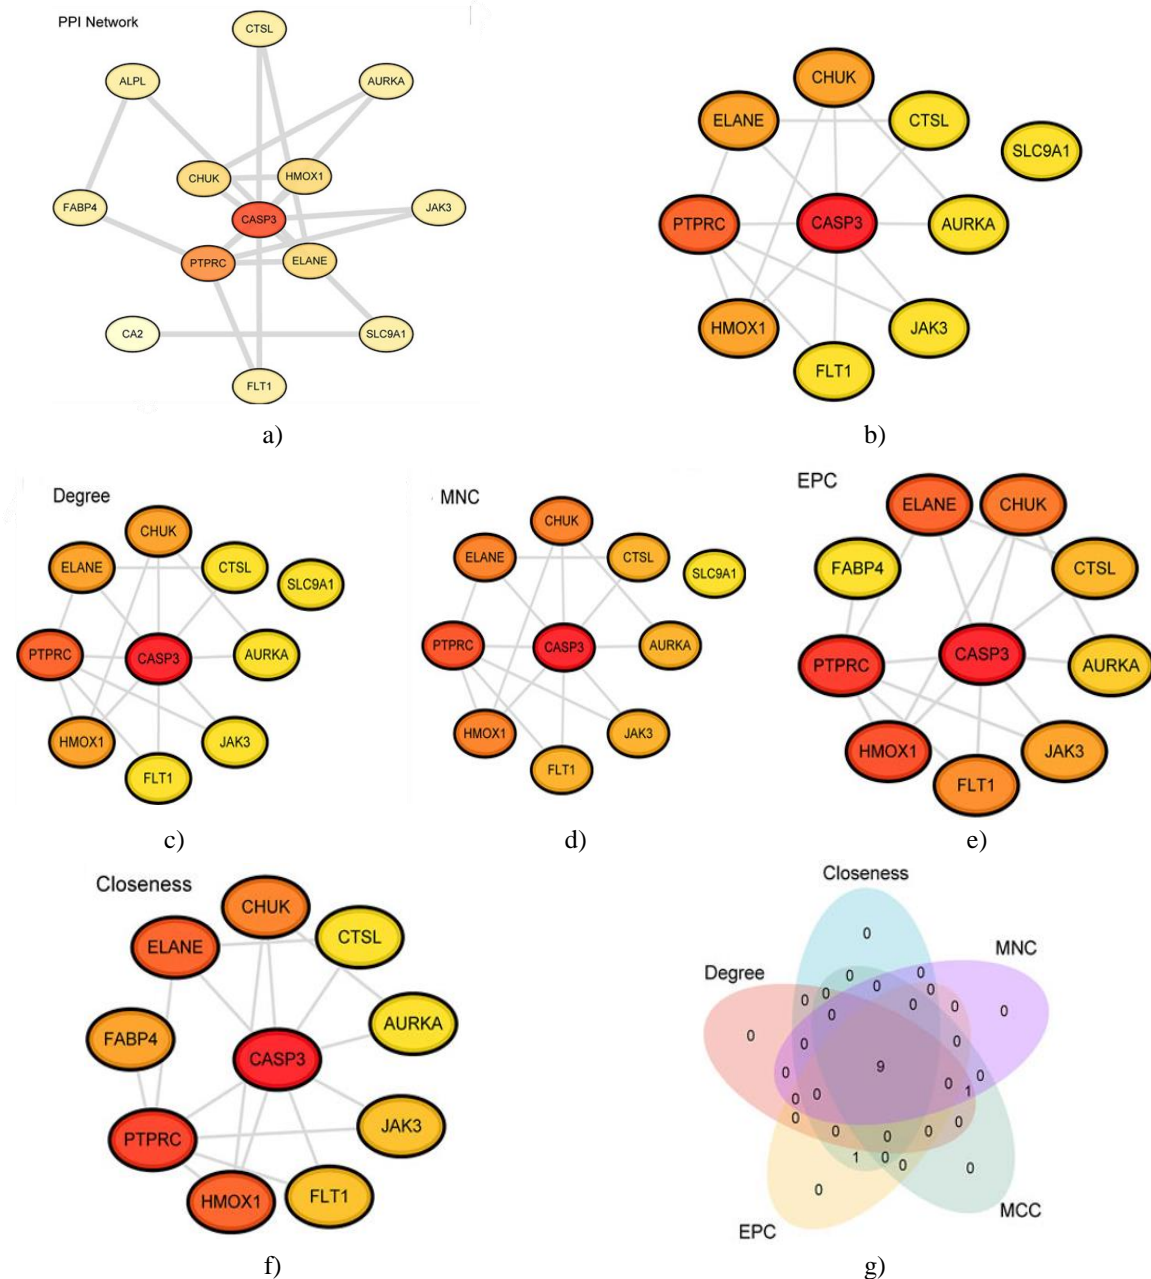 PPI Network
CTSL
ALPL
AURKA
CHUK
HMOX1
FABP4
CASP3
JAK3
PTPRC
ELANE
CA2
SLC9A1
FLT1
a)
CHUK
ELANE
CTSL
SLC9A1
PTPRC
CASP3
AURKA
HMOX1
JAK3
FLT1
b)
Degree
CHUK
ELANE
CTSL
SLC9A1
PTPRC
CASP3
AURKA
HMOX1
JAK3
FLT1
c)
MNC
CHUK
ELANE
CTSL
SLC9A1
PTPRC
CASP3
AURKA
HMOX1
JAK3
FLT1
d)
EPC
ELANE
CHUK
FABP4
CTSL
PTPRC
CASP3
AURKA
HMOX1
JAK3
FLT1
e)
Closeness
CHUK
ELANE
CTSL
FABP4
AURKA
CASP3
PTPRC
JAK3
HMOX1
FLT1
f)
Closeness
MNC
Degree
0
0 0
0 0 0
0 0 0 0
0 0
0 0 0
9
0 0 0
0 0 1
0
0 0 0 0 0
1 0 0 0
0
EPC
MCC
g)